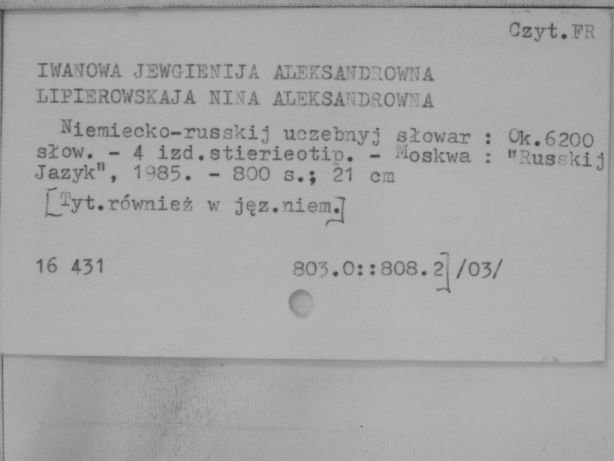 Czyt.FR
IWANOWA JEWGIENIJA ALEKSANDROWNA
LIPIEROWSKAJA NINA ALEKSANDROWNA
Niemiecko-russkij uczebnyj słowar : Ok.6200
słow. - 4 izd.stierieotip. - Moskwa : "Russkij
Jazyk", 1985. - 800 s.; 21 cm
[Tyt.również w jęz.niem.]
16 431 803.0::808.2]/03/